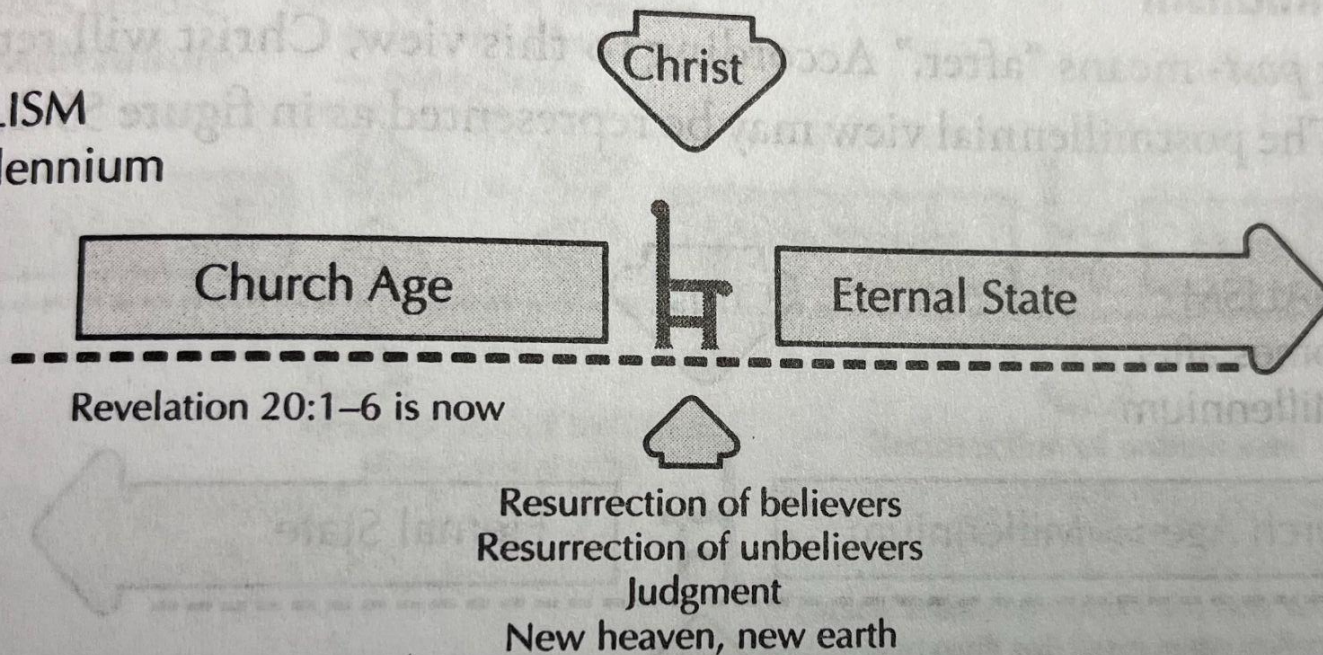 Christ
LISM
lennium
Church Age
Eternal State
Revelation 20:1–6 is now
Resurrection of believers
Resurrection of unbelievers
Judgment
New heaven, new earth